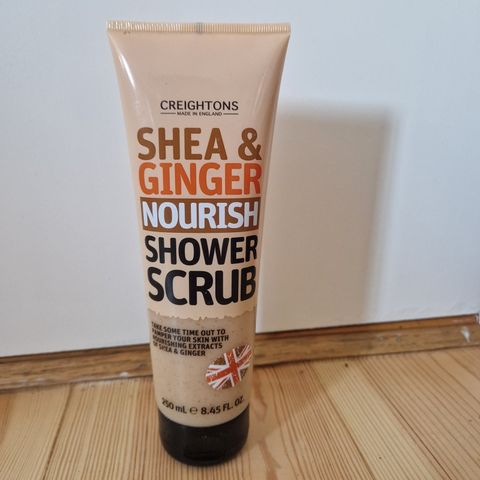 CREIGHTONS
MADE IN ENGLAND
SHEA &
GINGER
NOURISH
SHOWER
SCRUB
TAKE SOME TIME OUT TO
PAMPER YOUR SKIN WITH
NOURISHING EXTRACTS
OF SHEA & GINGER
250 mL e 8.45 FL. OZ.